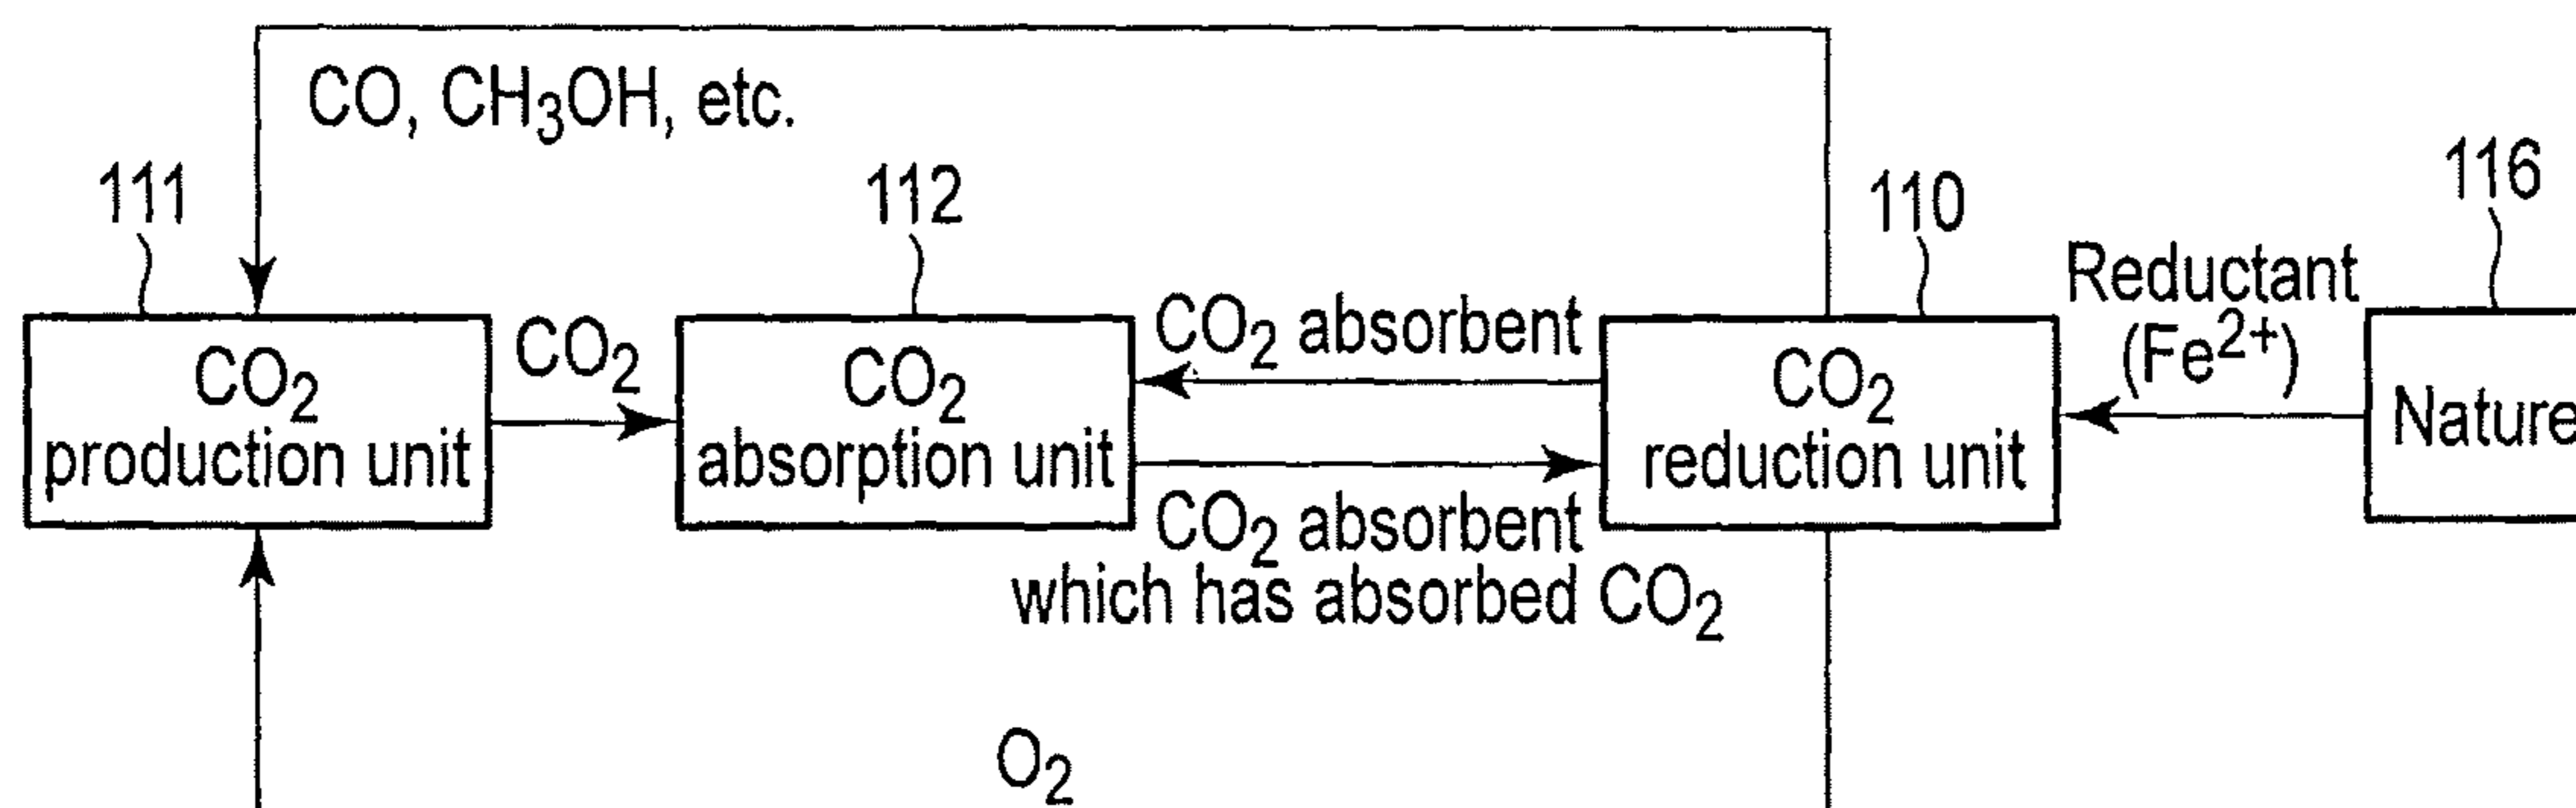 CO, CH₃OH, etc.
111
112
110
116
Reductant
(Fe²⁺)
CO₂
production unit
CO₂
CO₂
absorption unit
CO₂ absorbent
CO₂ absorbent
which has absorbed CO₂
CO₂
reduction unit
Nature
O₂